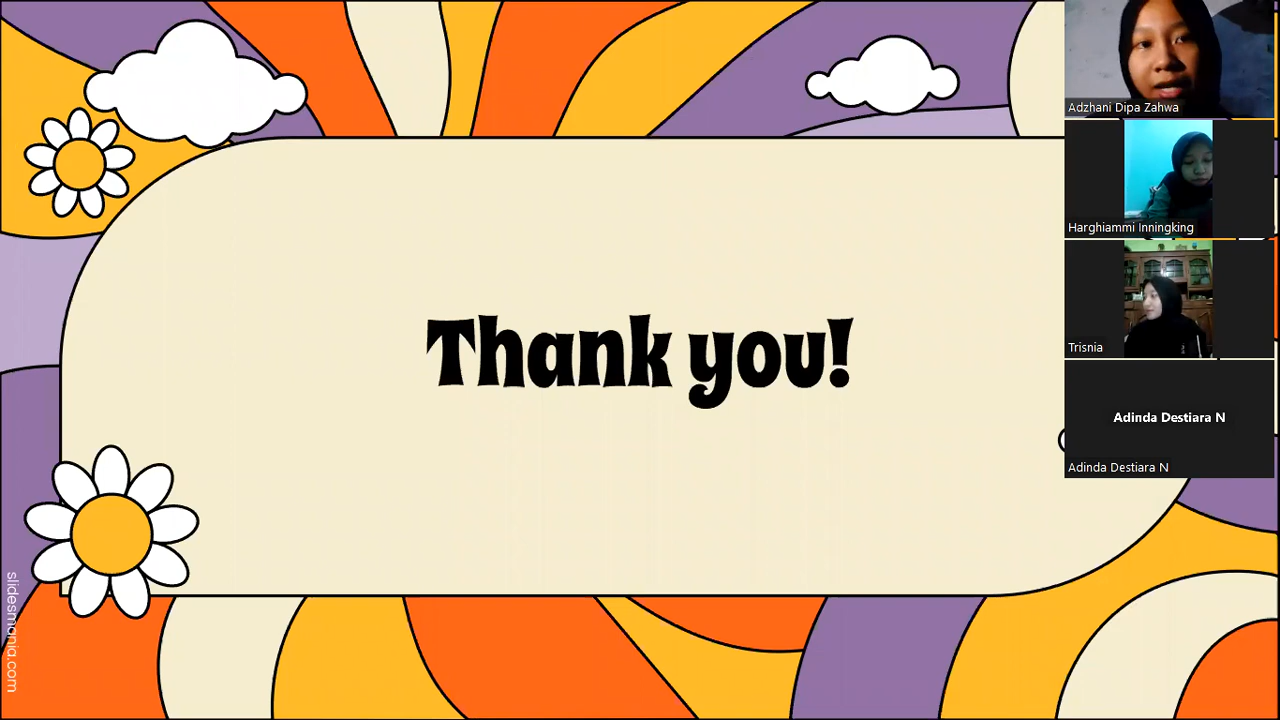 Thank you!
slidesmania.com
Adzhani Dipa Zahwa
Harghiammi Inningking
Trisnia
Adinda Destiara N
Adinda Destiara N